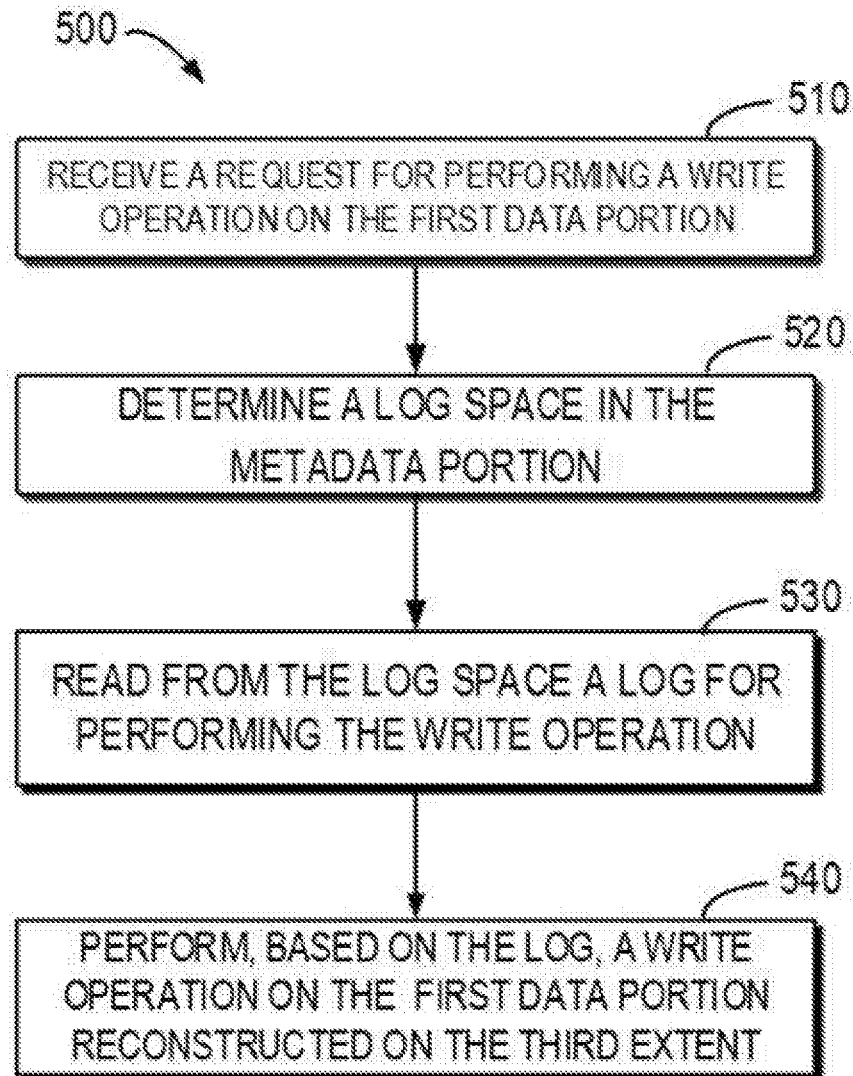 500
510
RECEIVE A REQUEST FOR PERFORMING A WRITE
OPERATION ON THE FIRST DATA PORTION
520
DETERMINE A LOG SPACE IN THE
METADATA PORTION
530
READ FROM THE LOG SPACE A LOG FOR
PERFORMING THE WRITE OPERATION
540
PERFORM, BASED ON THE LOG, A WRITE
OPERATION ON THE FIRST DATA PORTION
RECONSTRUCTED ON THE THIRD EXTENT